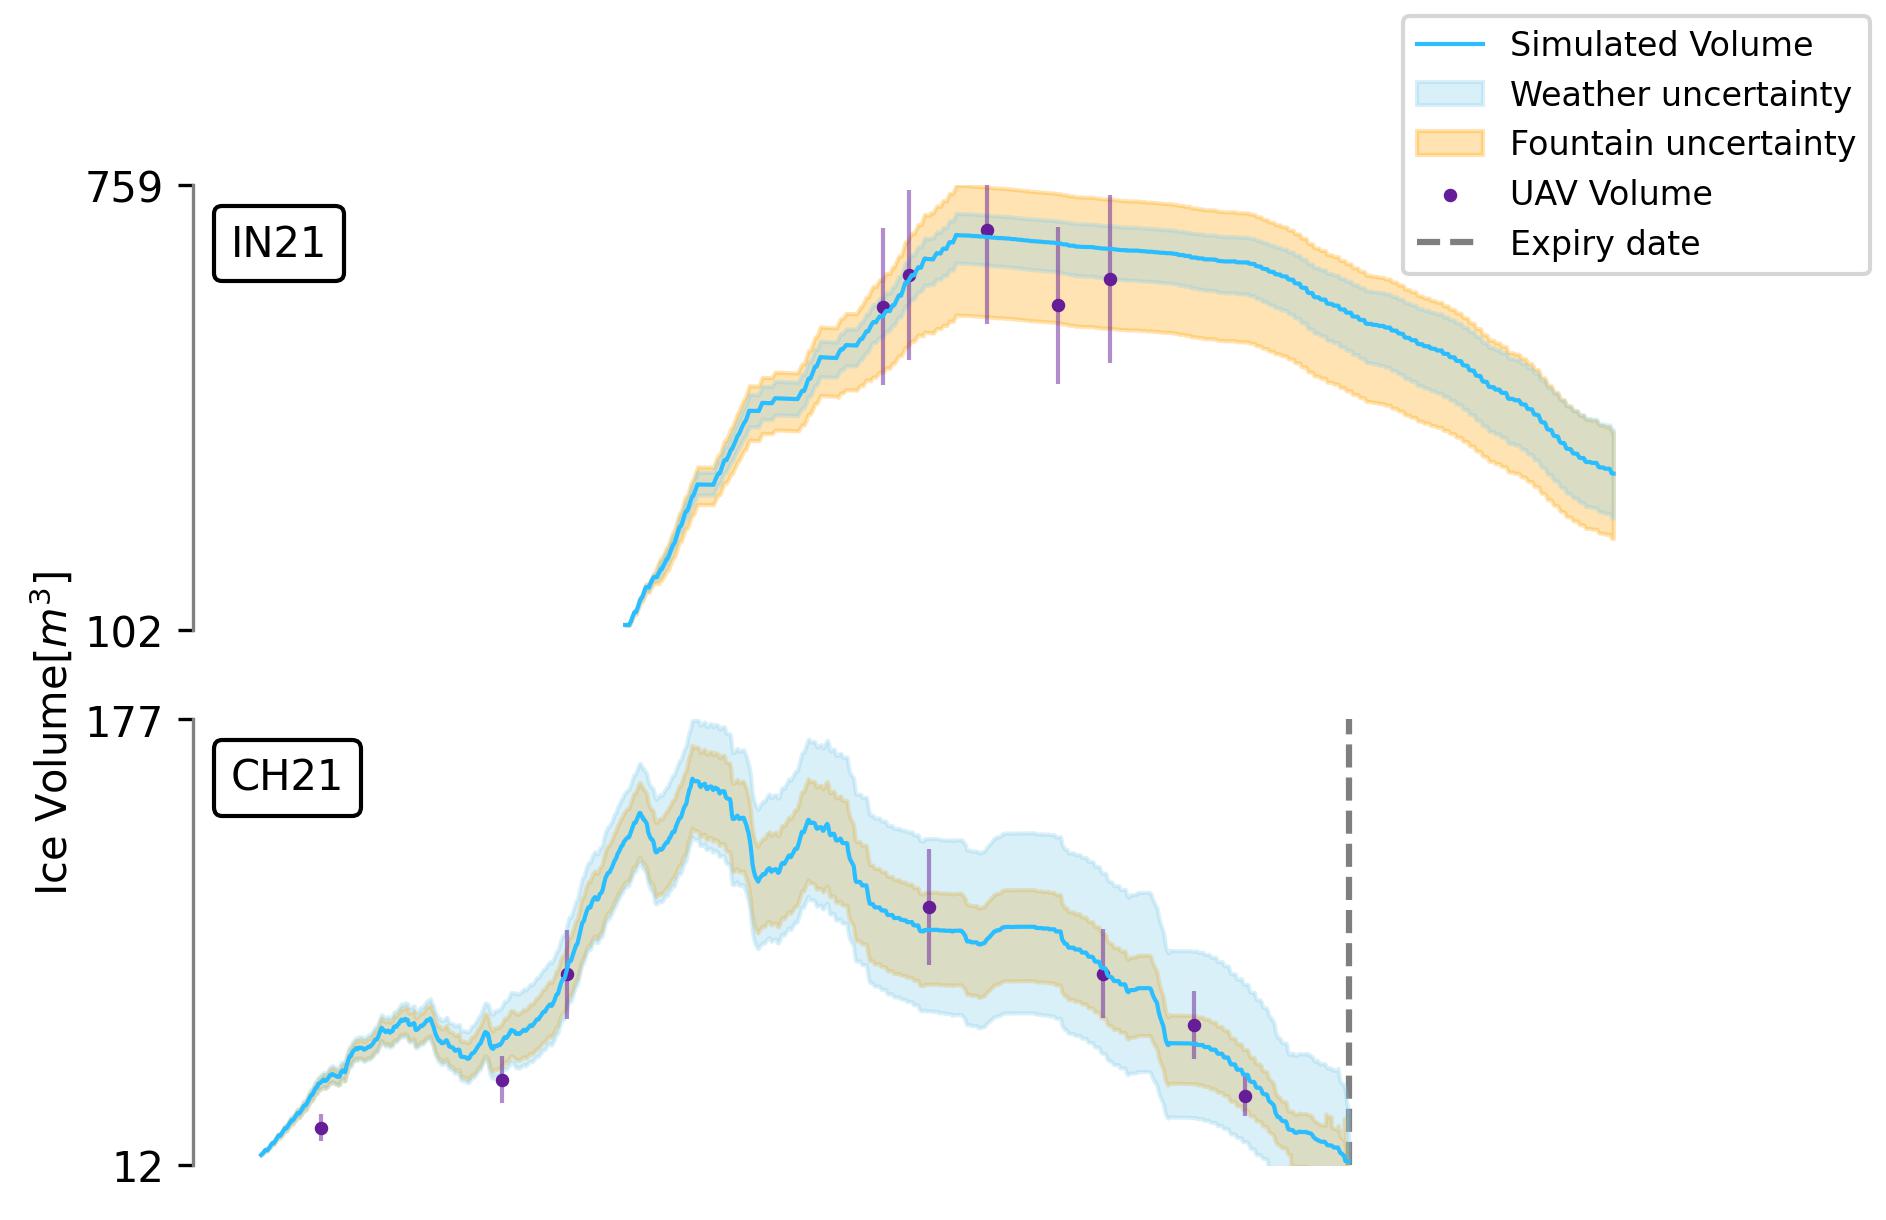 Simulated Volume
Weather uncertainty
Fountain uncertainty
UAV Volume
Expiry date
759
IN21
102
Ice Volume[m³]
177
CH21
12